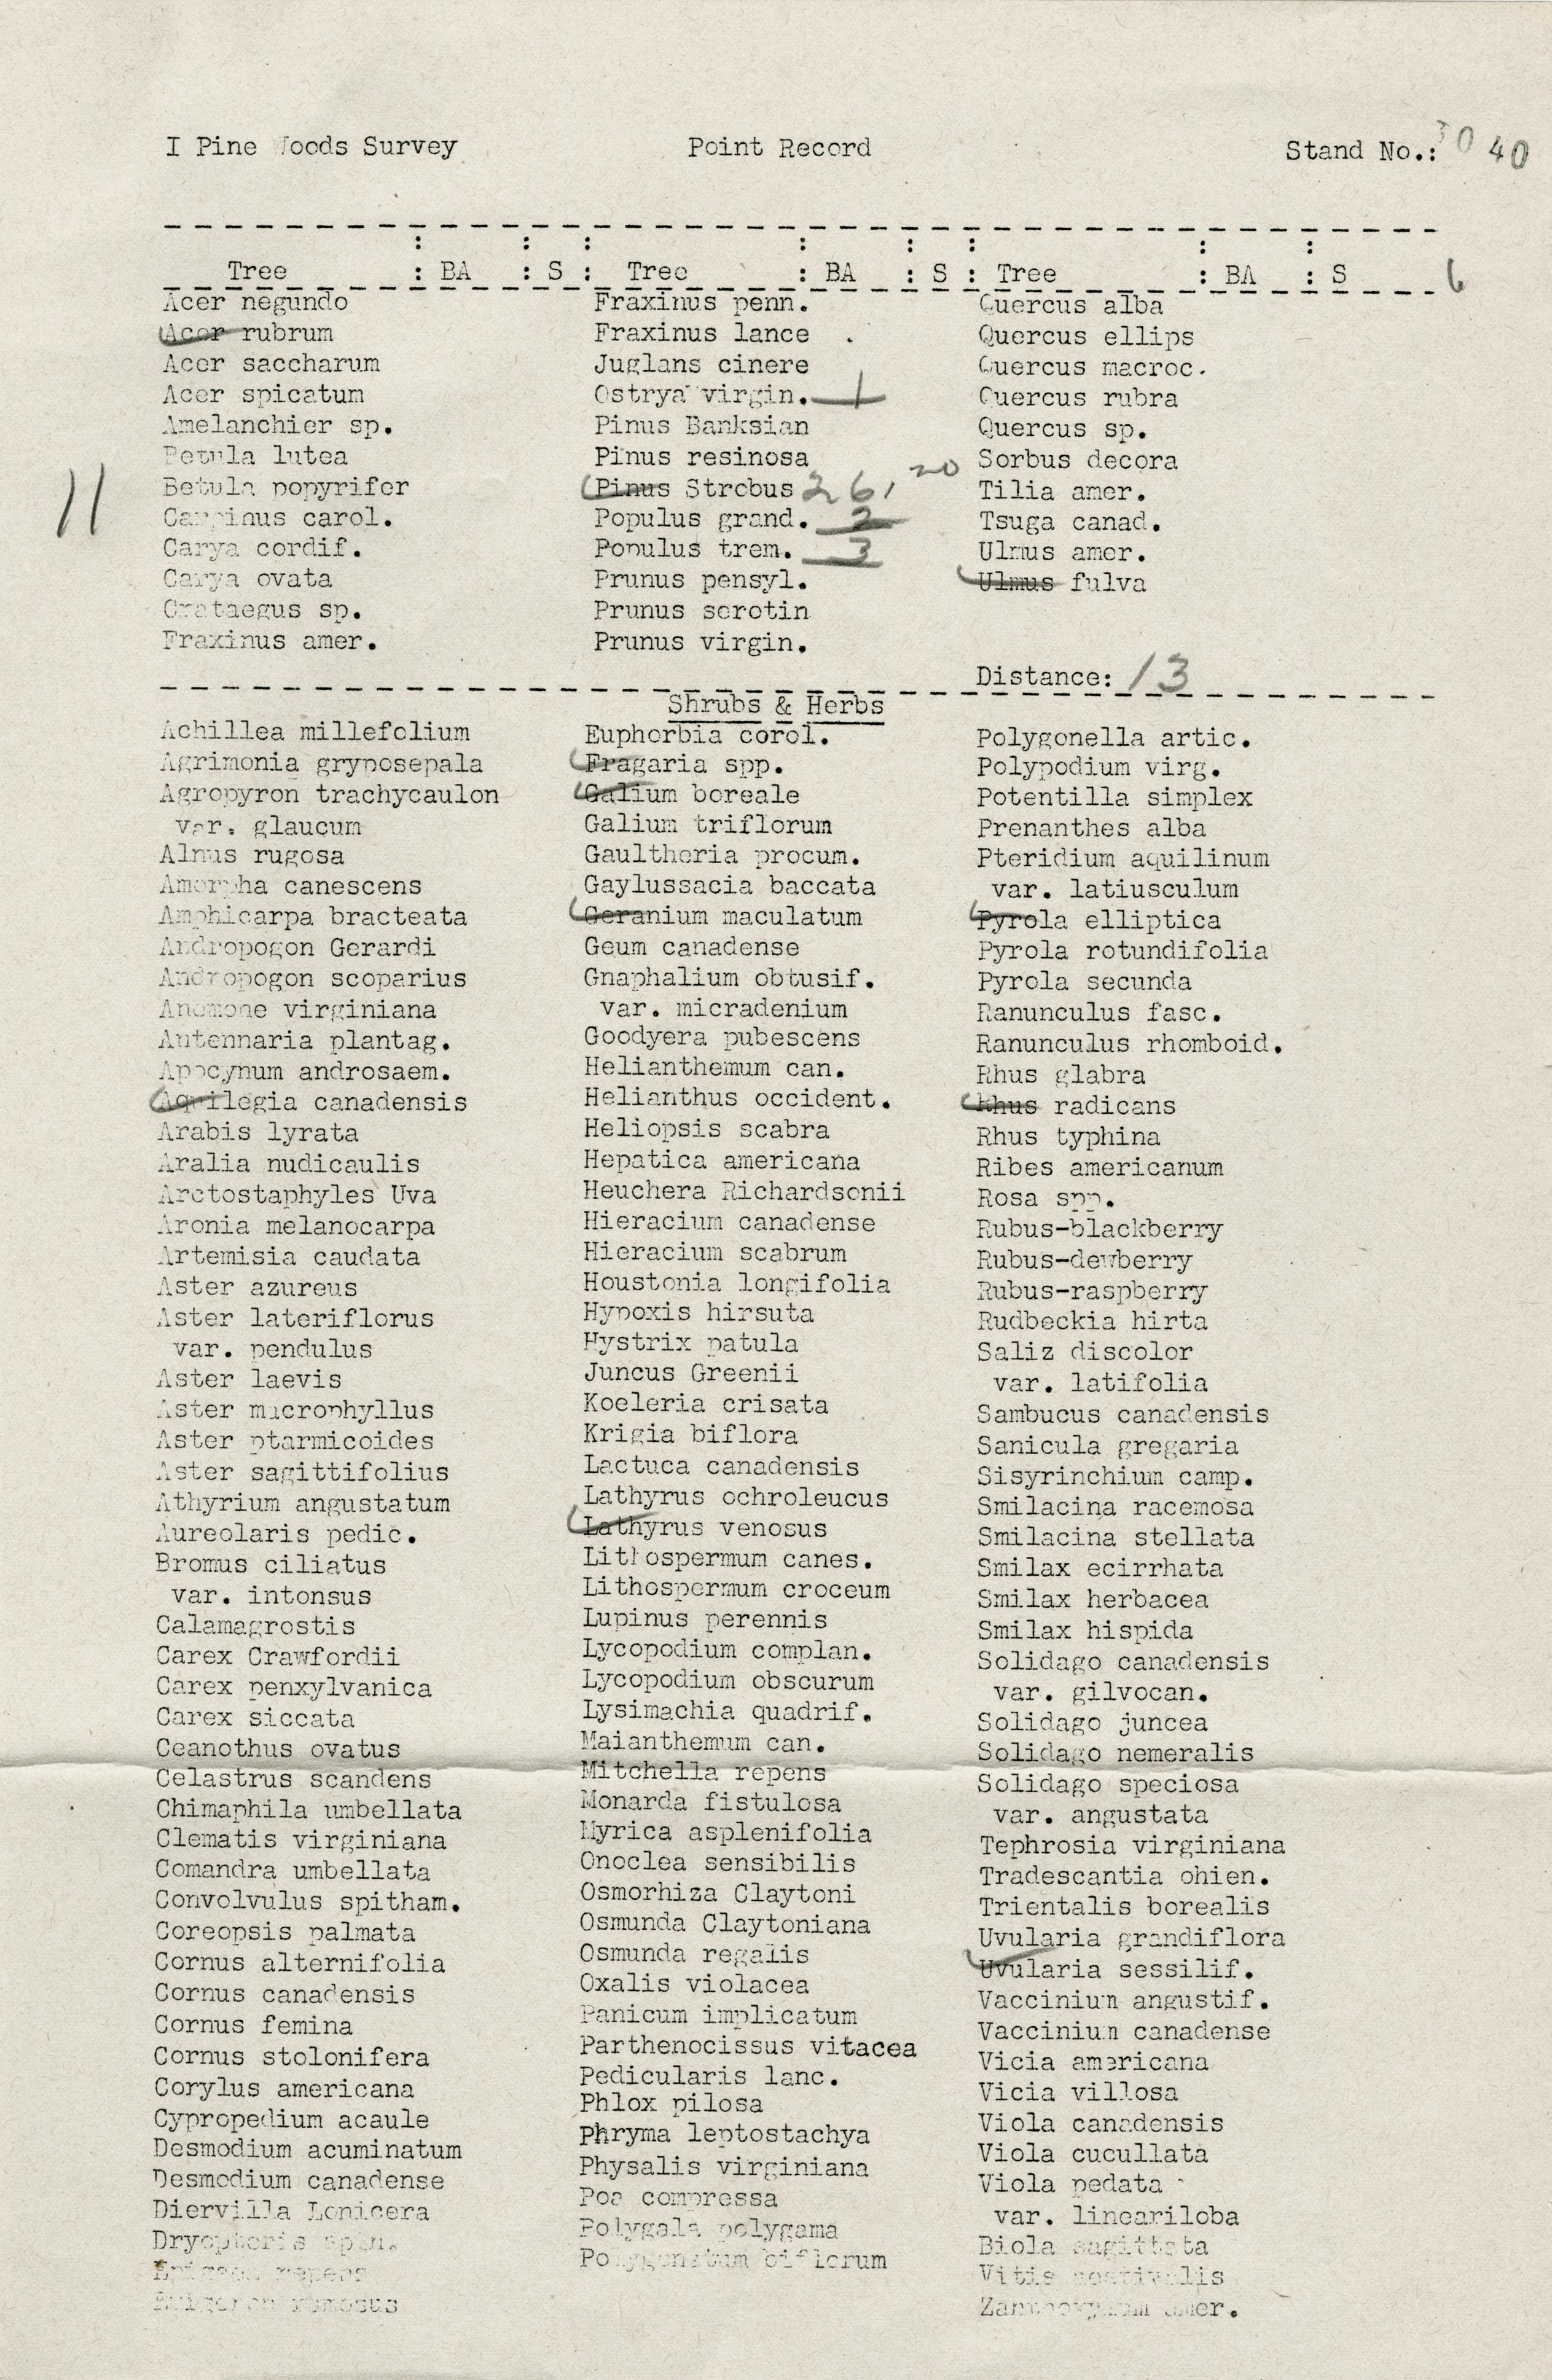 I Pine Woods Survey Point Record Stand No.: 3040
Tree : BA : S : Tree : BA : S : Tree : BA : S 6
Acer negundo
Acer rubrum
Acer saccharum
Acer spicatum
Amelanchier sp.
Betula lutea
Betula popyrifer
Carpinus carol.
Carya cordif.
Carya ovata
Crataegus sp.
Fraxinus amer.
11
Fraxinus penn.
Fraxinus lance .
Juglans cinere
Ostrya virgin. 1
Pinus Banksian
Pinus resinosa
Pinus Strobus 26, 20
Populus grand. 2
Populus trem. 3
Prunus pensyl.
Prunus serotin
Prunus virgin.
Quercus alba
Quercus ellips
Quercus macroc.
Quercus rubra
Quercus sp.
Sorbus decora
Tilia amer.
Tsuga canad.
Ulmus amer.
Ulmus fulva
Distance: 13
Shrubs & Herbs
Achillea millefolium
Agrimonia gryposepala
Agropyron trachycaulon
var. glaucum
Alnus rugosa
Amorpha canescens
Amphicarpa bracteata
Andropogon Gerardi
Andropogon scoparius
Anemone virginiana
Antennaria plantag.
Apocynum androsaem.
Aquilegia canadensis
Arabis lyrata
Aralia nudicaulis
Arctostaphyles Uva
Aronia melanocarpa
Artemisia caudata
Aster azureus
Aster lateriflorus
var. pendulus
Aster laevis
Aster macrophyllus
Aster ptarmicoides
Aster sagittifolius
Athyrium angustatum
Aureolaris pedic.
Bromus ciliatus
var. intonsus
Calamagrostis
Carex Crawfordii
Carex penxylvanica
Carex siccata
Ceanothus ovatus
Celastrus scandens
Chimaphila umbellata
Clematis virginiana
Comandra umbellata
Convolvulus spitham.
Coreopsis palmata
Cornus alternifolia
Cornus canadensis
Cornus femina
Cornus stolonifera
Corylus americana
Cypropedium acaule
Desmodium acuminatum
Desmodium canadense
Diervilla Lonicera
Dryopteris spin.
Epigaea repens
Erigeron ramosus
Euphorbia corol.
Fragaria spp.
Galium boreale
Galium triflorum
Gaultheria procum.
Gaylussacia baccata
Geranium maculatum
Geum canadense
Gnaphalium obtusif.
var. micradenium
Goodyera pubescens
Helianthemum can.
Helianthus occident.
Heliopsis scabra
Hepatica americana
Heuchera Richardsonii
Hieracium canadense
Hieracium scabrum
Houstonia longifolia
Hypoxis hirsuta
Hystrix patula
Juncus Greenii
Koeleria crisata
Krigia biflora
Lactuca canadensis
Lathyrus ochroleucus
Lathyrus venosus
Lithospermum canes.
Lithospermum croceum
Lupinus perennis
Lycopodium complan.
Lycopodium obscurum
Lysimachia quadrif.
Maianthemum can.
Mitchella repens
Monarda fistulosa
Myrica asplenifolia
Onoclea sensibilis
Osmorhiza Claytoni
Osmunda Claytoniana
Osmunda regalis
Oxalis violacea
Panicum implicatum
Parthenocissus vitacea
Pedicularis lanc.
Phlox pilosa
Phryma leptostachya
Physalis virginiana
Poa compressa
Polygala polygama
Polygonatum biflorum
Polygonella artic.
Polypodium virg.
Potentilla simplex
Prenanthes alba
Pteridium aquilinum
var. latiusculum
Pyrola elliptica
Pyrola rotundifolia
Pyrola secunda
Ranunculus fasc.
Ranunculus rhomboid.
Rhus glabra
Rhus radicans
Rhus typhina
Ribes americanum
Rosa spp.
Rubus-blackberry
Rubus-dewberry
Rubus-raspberry
Rudbeckia hirta
Saliz discolor
var. latifolia
Sambucus canadensis
Sanicula gregaria
Sisyrinchium camp.
Smilacina racemosa
Smilacina stellata
Smilax ecirrhata
Smilax herbacea
Smilax hispida
Solidago canadensis
var. gilvocan.
Solidago juncea
Solidago nemeralis
Solidago speciosa
var. angustata
Tephrosia virginiana
Tradescantia ohien.
Trientalis borealis
Uvularia grandiflora
Uvularia sessilif.
Vaccinium angustif.
Vaccinium canadense
Vicia americana
Vicia villosa
Viola canadensis
Viola cucullata
Viola pedata
var. lineariloba
Biola sagittata
Vitis aestivalis
Zanthoxylum amer.